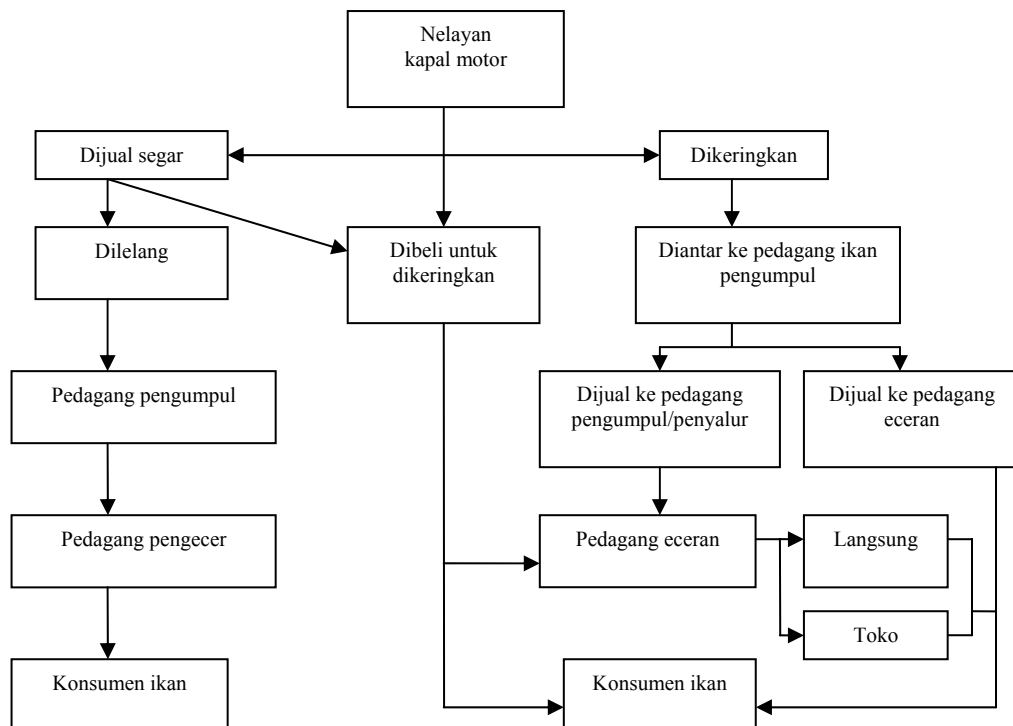 Nelayan
kapal motor
Dijual segar
Dikeringkan
Dilelang
Dibeli untuk
dikeringkan
Diantar ke pedagang ikan
pengumpul
Pedagang pengumpul
Dijual ke pedagang
pengumpul/penyalur
Dijual ke pedagang
eceran
Pedagang pengecer
Pedagang eceran
Langsung
Toko
Konsumen ikan
Konsumen ikan